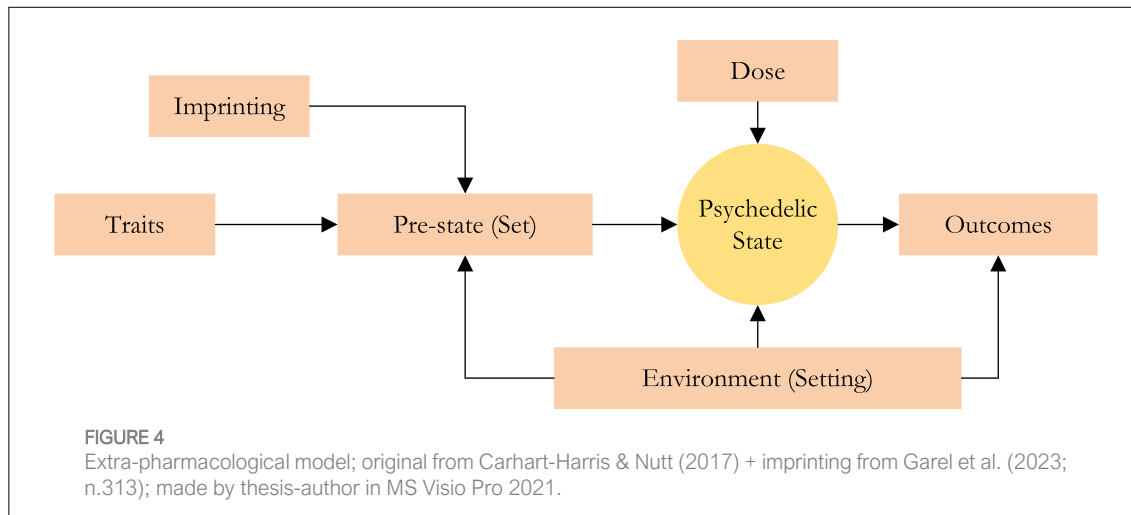 Dose
Imprinting
Traits
Pre-state (Set)
Psychedelic
State
Outcomes
Environment (Setting)
FIGURE 4
Extra-pharmacological model; original from Carhart-Harris & Nutt (2017) + imprinting from Garel et al. (2023;
n.313); made by thesis-author in MS Visio Pro 2021.